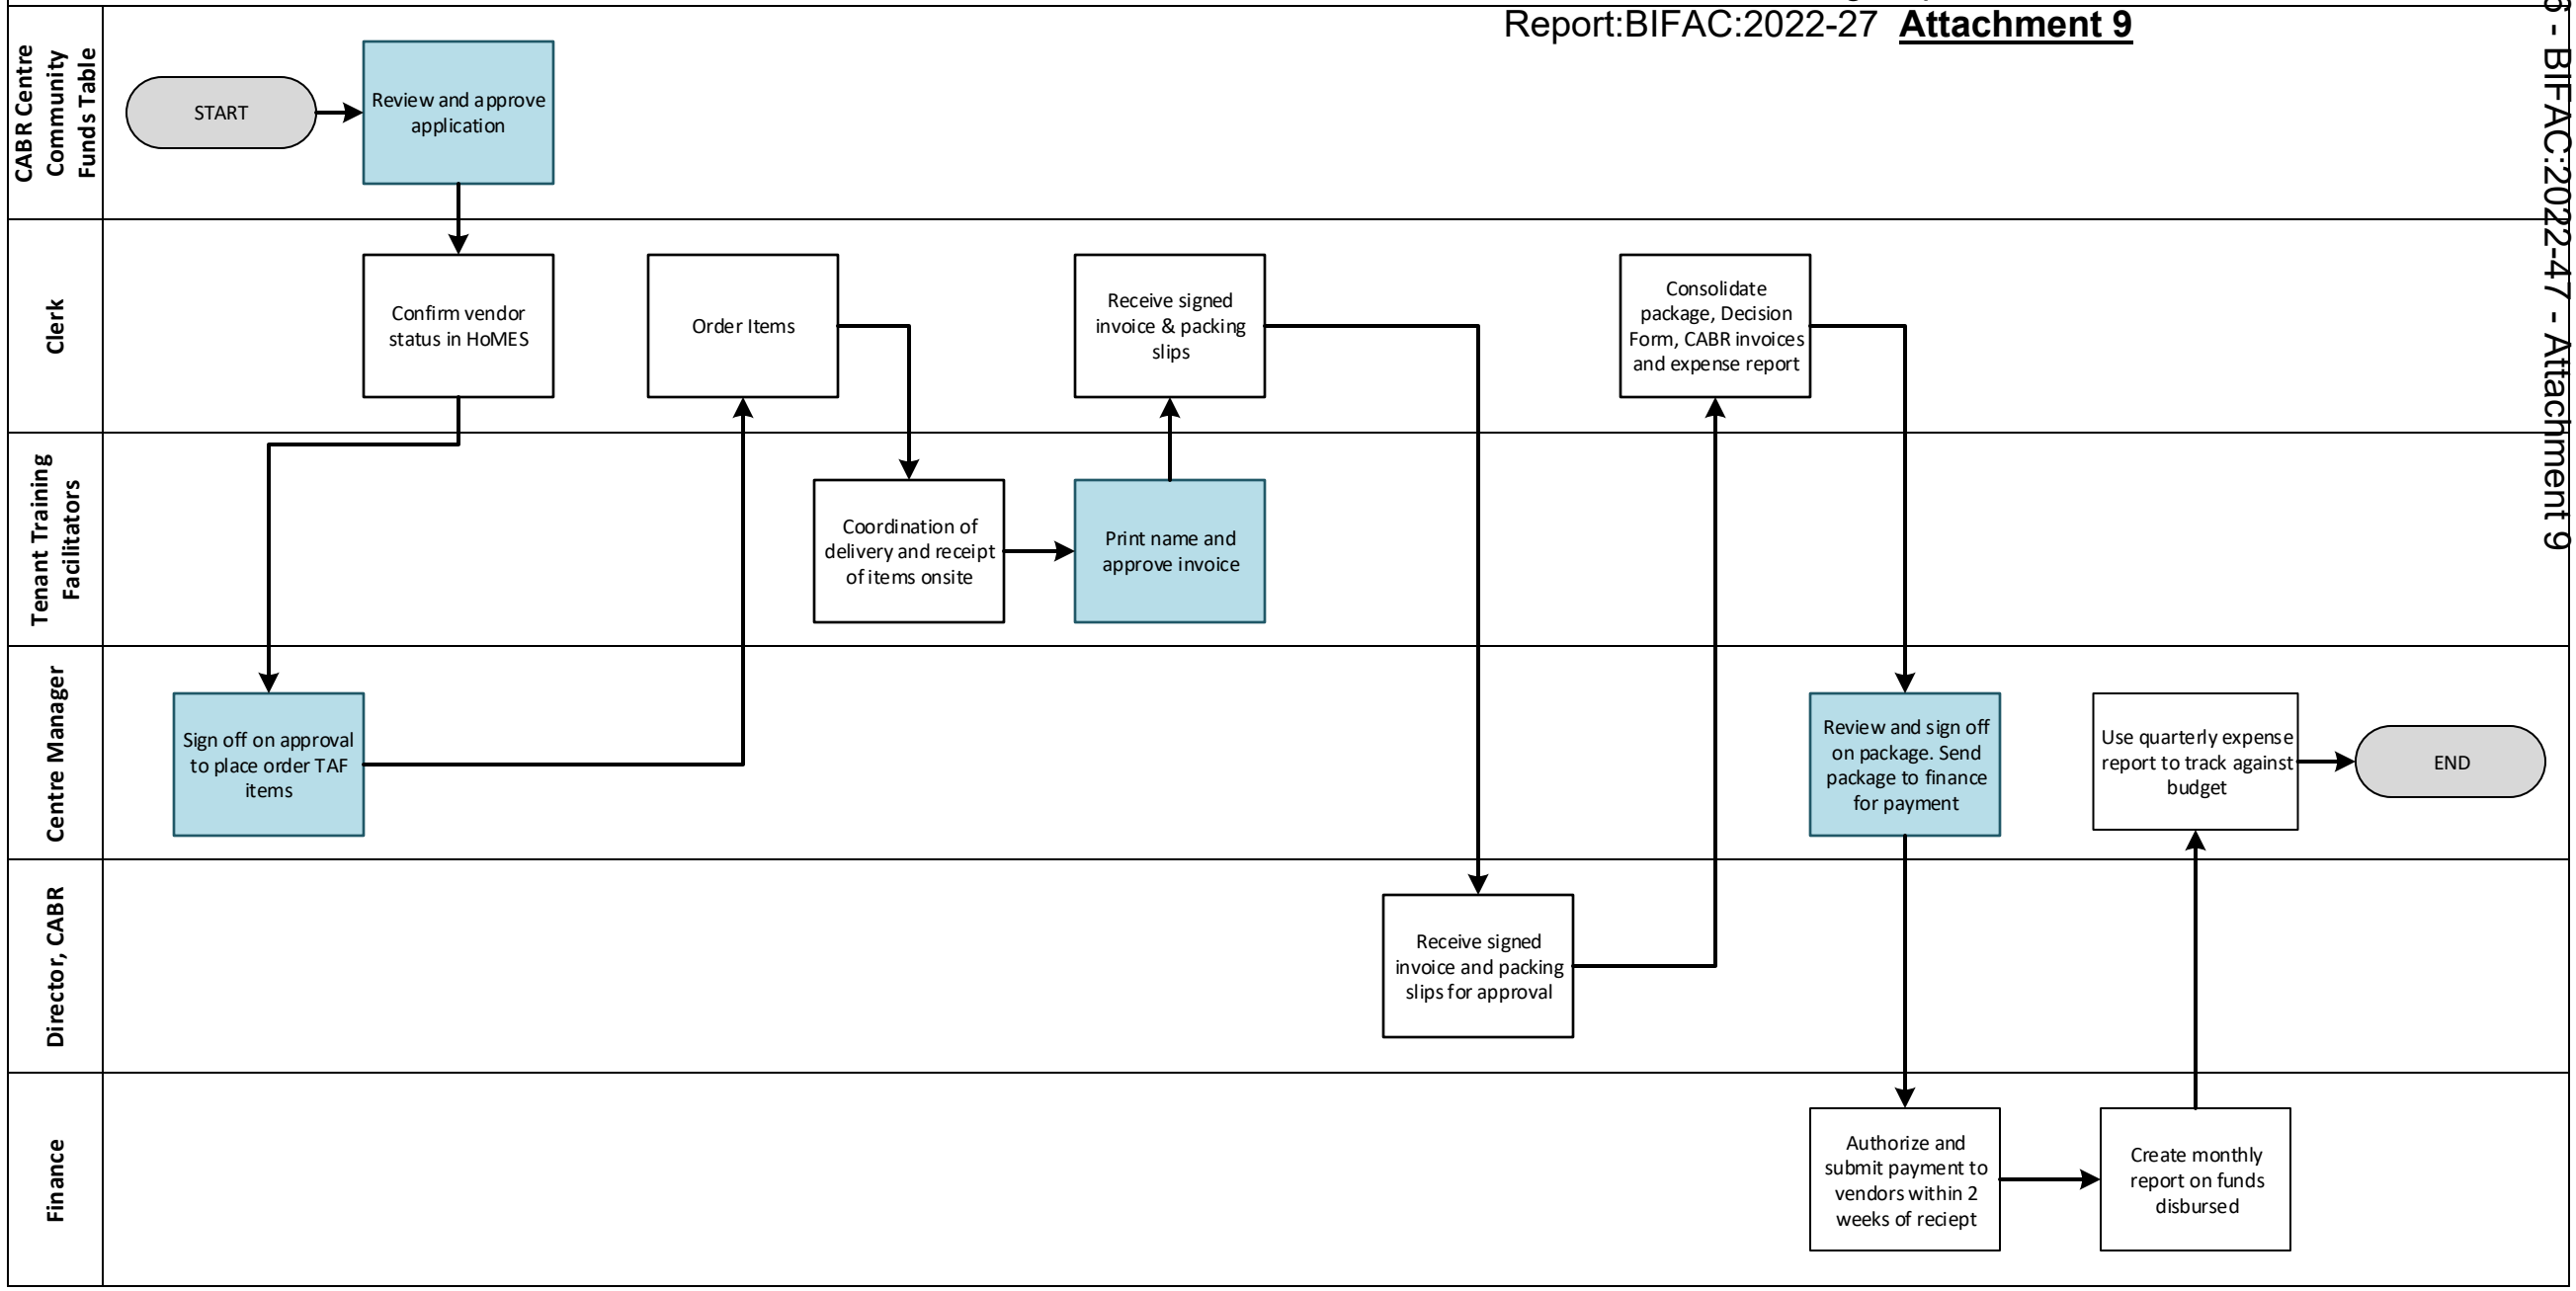 Report:BIFAC:2022-27 Attachment 9
CABR Centre
Community
Funds Table
START
Review and approve
application
Clerk
Confirm vendor
status in HoMES
Order Items
Receive signed
invoice & packing
slips
Consolidate
package, Decision
Form, CABR invoices
and expense report
Tenant Training
Facilitators
Coordination of
delivery and receipt
of items onsite
Print name and
approve invoice
Centre Manager
Sign off on approval
to place order TAF
items
Review and sign off
on package. Send
package to finance
for payment
Use quarterly expense
report to track against
budget
END
Director, CABR
Receive signed
invoice and packing
slips for approval
Finance
Authorize and
submit payment to
vendors within 2
weeks of reciept
Create monthly
report on funds
disbursed
- BIFAC:2022-47 - Attachment 9